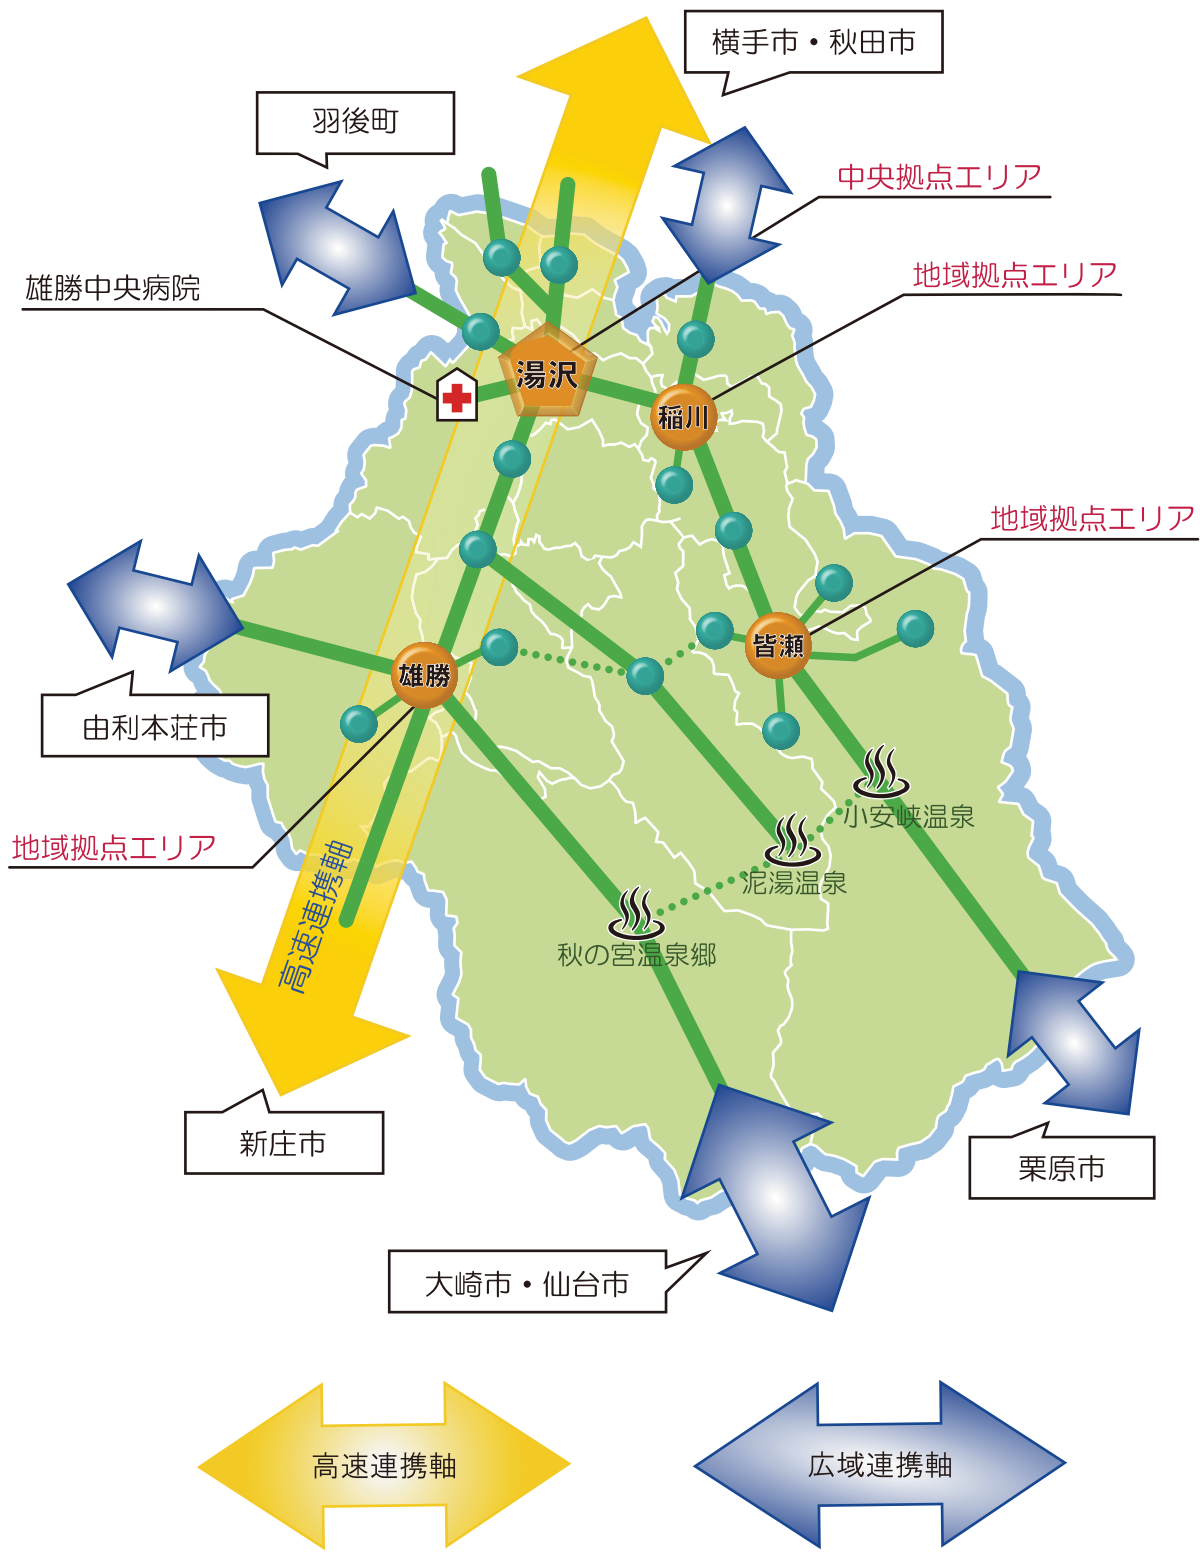 横手市・秋田市
羽後町
中央拠点エリア
地域拠点エリア
雄勝中央病院
湯沢
稲川
地域拠点エリア
皆瀬
雄勝
由利本荘市
小安峡温泉
地域拠点エリア
泥湯温泉
高速連携軸
秋の宮温泉郷
新庄市
栗原市
大崎市・仙台市
高速連携軸
広域連携軸